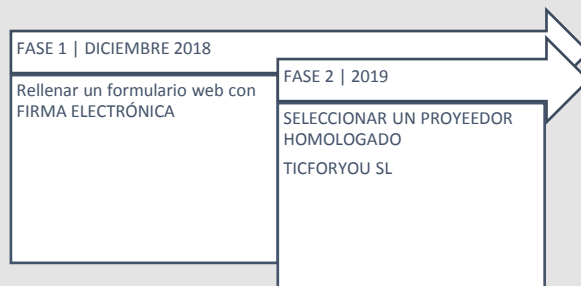 FASE 1 | DICIEMBRE 2018
Rellenar un formulario web con
FIRMA ELECTRÓNICA
FASE 2 | 2019
SELECCIONAR UN PROYEEDOR
HOMOLOGADO
TICFORYOU SL